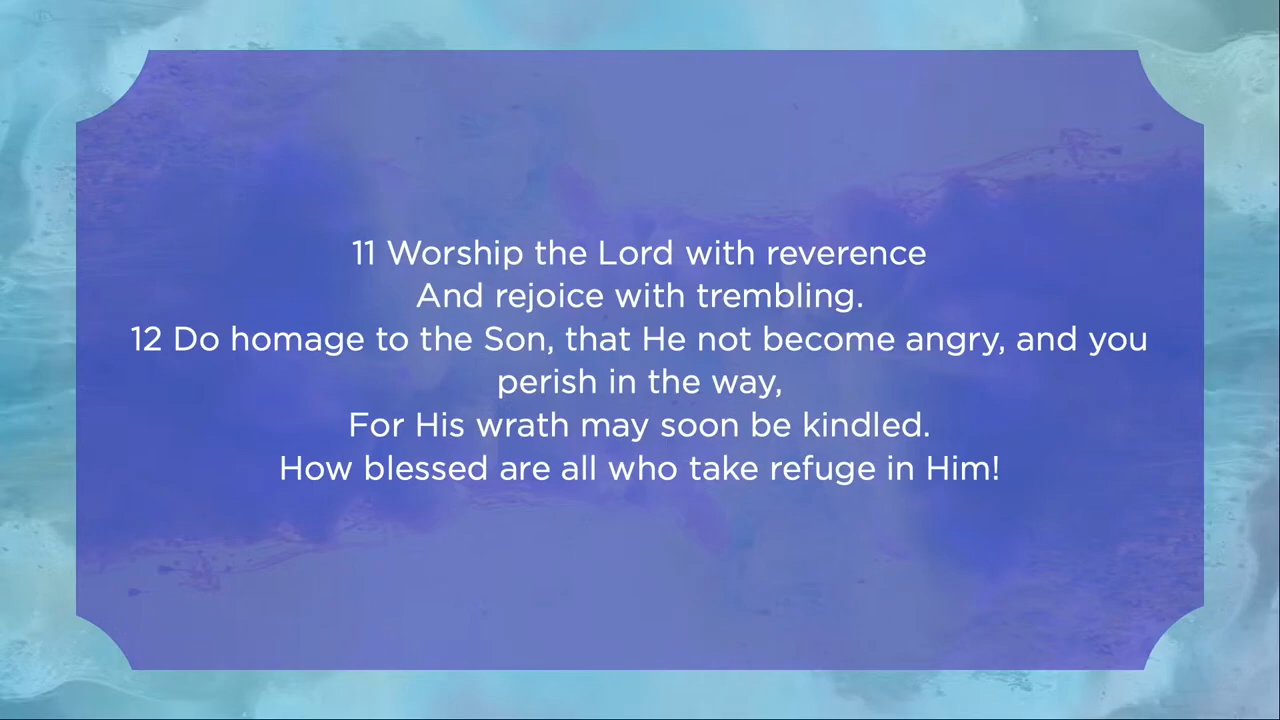 11 Worship the Lord with reverence
And rejoice with trembling.
12 Do homage to the Son, that He not become angry, and you
perish in the way,
For His wrath may soon be kindled.
How blessed are all who take refuge in Him!